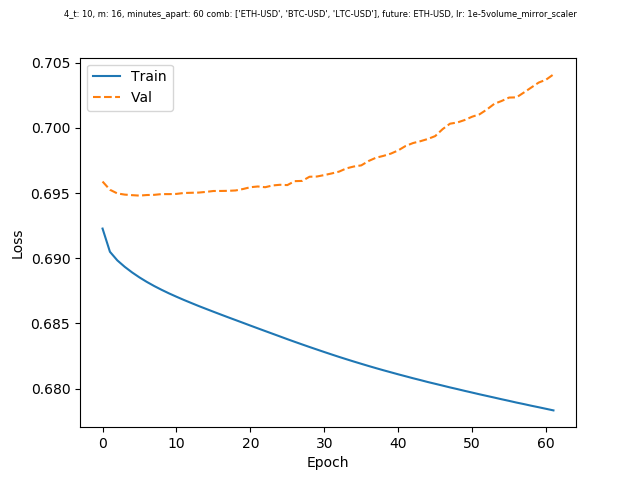 4_t: 10, m: 16, minutes_apart: 60 comb: ['ETH-USD', 'BTC-USD', 'LTC-USD'], future: ETH-USD, lr: 1e-5volume_mirror_scaler
Train
Val
0.705
0.700
0.695
0.690
0.685
0.680
Loss
0 10 20 30 40 50 60
Epoch